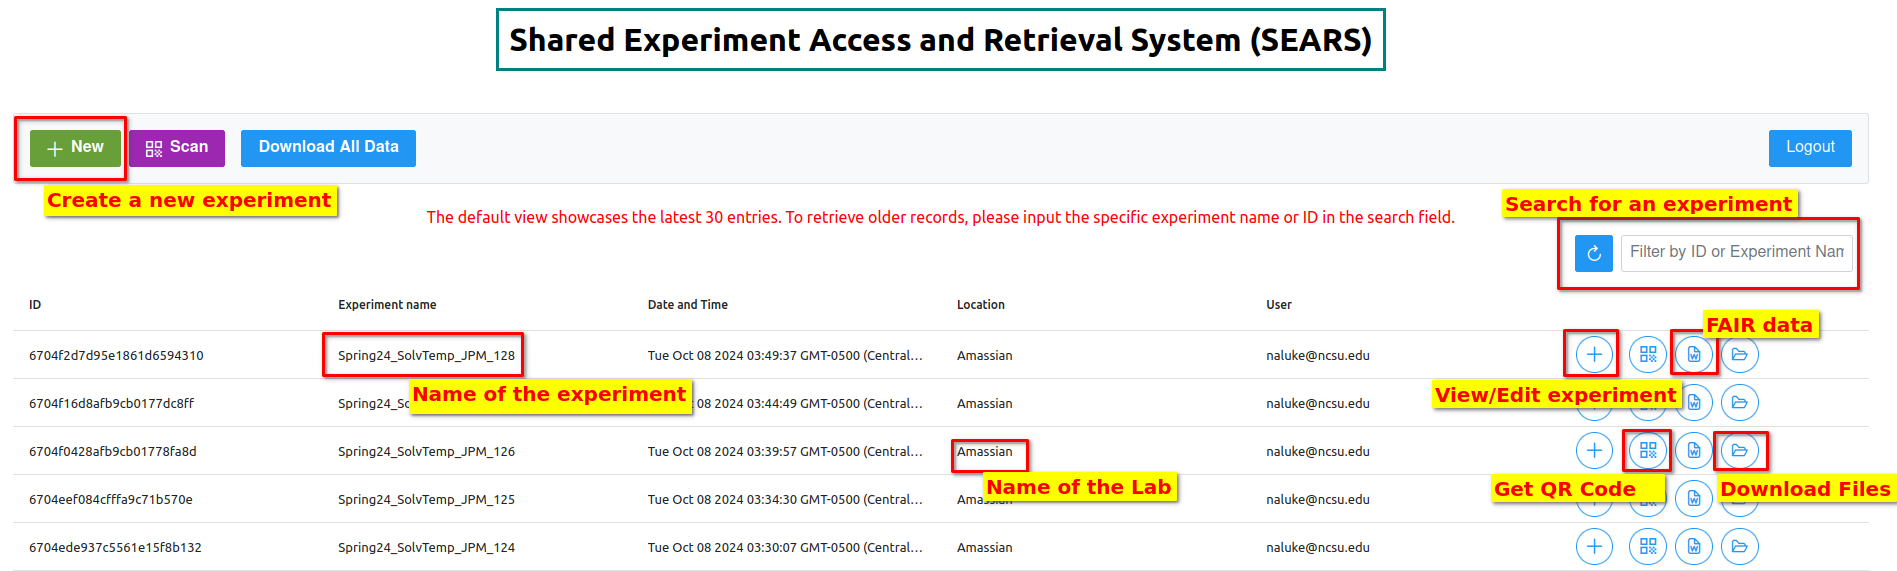 Shared Experiment Access and Retrieval System (SEARS)
New
Scan
Download All Data
Logout
Create a new experiment
The default view showcases the latest 30 entries. To retrieve older records, please input the specific experiment name or ID in the search field.
Search for an experiment
Filter by ID or Experiment Nam
ID Experiment name Date and Time Location User
FAIR data
6704f2d7d95e1861d6594310 Spring24_SolvTemp_JPM_128 Tue Oct 08 2024 03:49:37 GMT-0500 (Central... Amassian naluke@ncsu.edu
Name of the experiment
View/Edit experiment
6704f16d8afb9cb0177dc8ff Spring24_So 08 2024 03:44:49 GMT-0500 (Central... Amassian naluke@ncsu.edu
6704f0428afb9cb01778fa8d Spring24_SolvTemp_JPM_126 Tue Oct 08 2024 03:39:57 GMT-0500 (Central... Amassian naluke@ncsu.edu
Name of the Lab
Get QR Code
Download Files
6704eef084cfffa9c71b570e Spring24_SolvTemp_JPM_125 Tue Oct 08 2024 03:34:30 GMT-0500 (Central... Amassian naluke@ncsu.edu
6704ede937c5561e15f8b132 Spring24_SolvTemp_JPM_124 Tue Oct 08 2024 03:30:07 GMT-0500 (Central... Amassian naluke@ncsu.edu